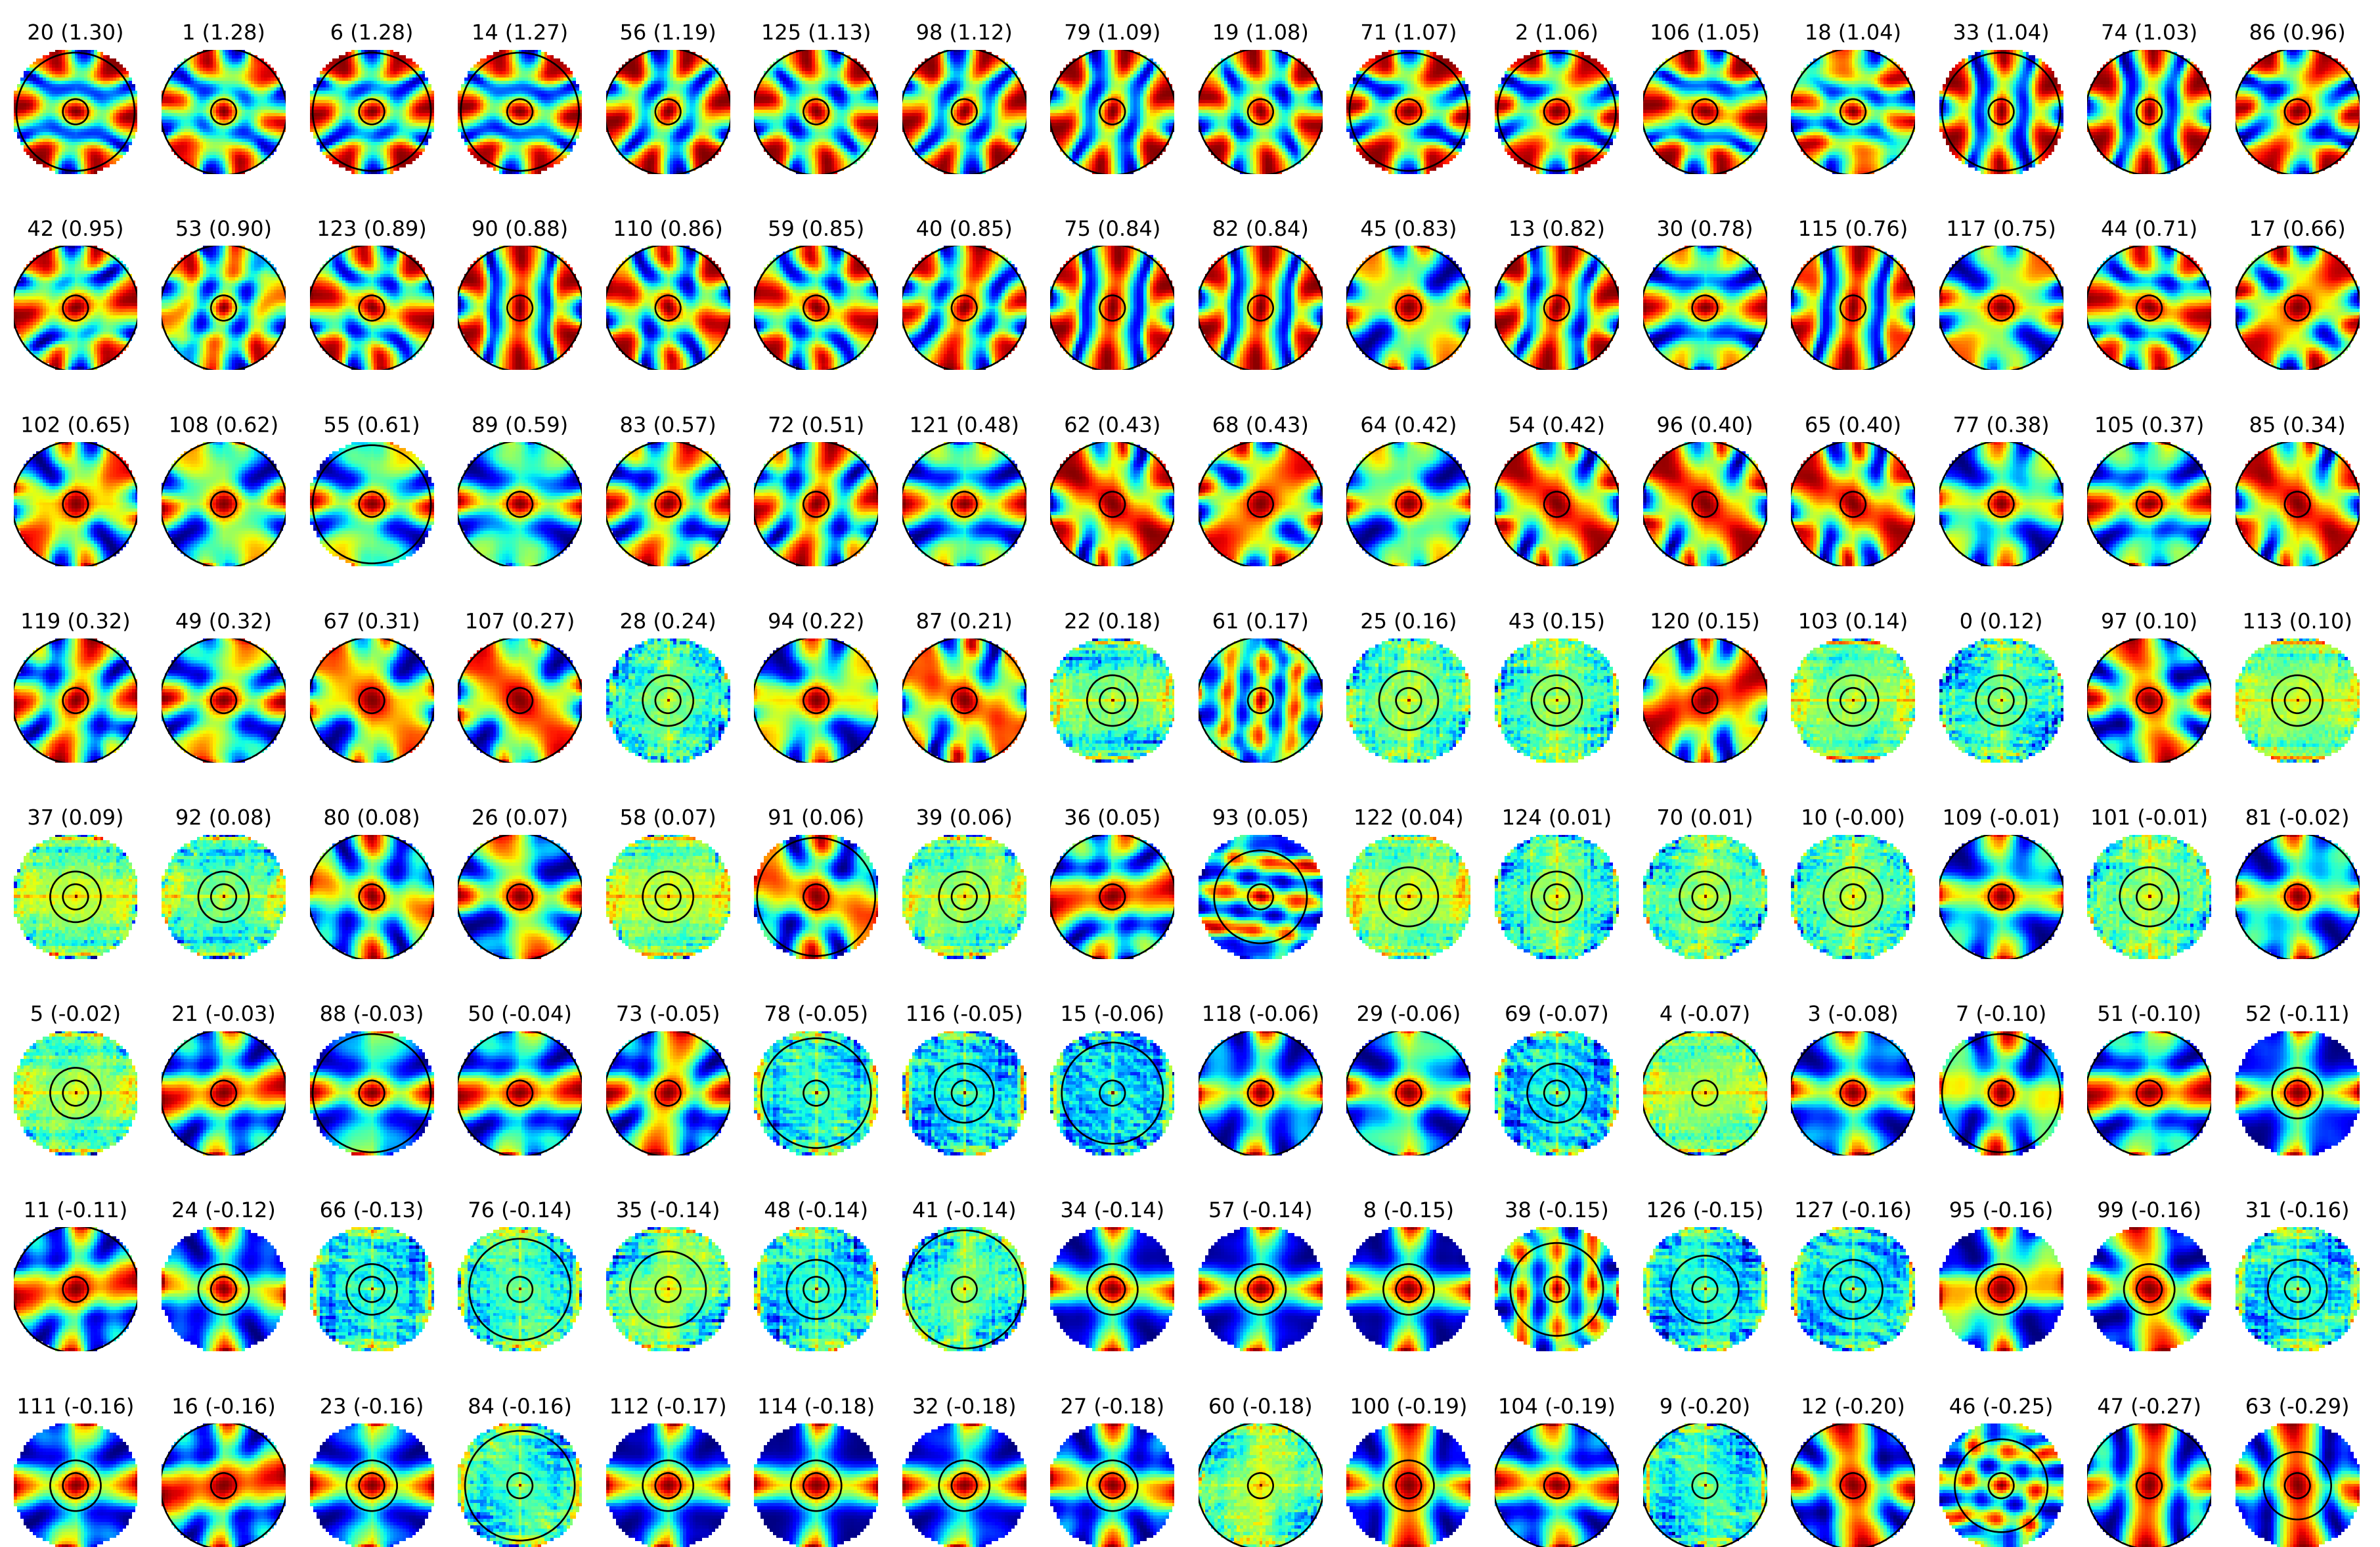 20 (1.30) 1 (1.28) 6 (1.28) 14 (1.27) 56 (1.19) 125 (1.13) 98 (1.12) 79 (1.09) 19 (1.08) 71 (1.07) 2 (1.06) 106 (1.05) 18 (1.04) 33 (1.04) 74 (1.03) 86 (0.96)
42 (0.95) 53 (0.90) 123 (0.89) 90 (0.88) 110 (0.86) 59 (0.85) 40 (0.85) 75 (0.84) 82 (0.84) 45 (0.83) 13 (0.82) 30 (0.78) 115 (0.76) 117 (0.75) 44 (0.71) 17 (0.66)
102 (0.65) 108 (0.62) 55 (0.61) 89 (0.59) 83 (0.57) 72 (0.51) 121 (0.48) 62 (0.43) 68 (0.43) 64 (0.42) 54 (0.42) 96 (0.40) 65 (0.40) 77 (0.38) 105 (0.37) 85 (0.34)
119 (0.32) 49 (0.32) 67 (0.31) 107 (0.27) 28 (0.24) 94 (0.22) 87 (0.21) 22 (0.18) 61 (0.17) 25 (0.16) 43 (0.15) 120 (0.15) 103 (0.14) 0 (0.12) 97 (0.10) 113 (0.10)
37 (0.09) 92 (0.08) 80 (0.08) 26 (0.07) 58 (0.07) 91 (0.06) 39 (0.06) 36 (0.05) 93 (0.05) 122 (0.04) 124 (0.01) 70 (0.01) 10 (-0.00) 109 (-0.01) 101 (-0.01) 81 (-0.02)
5 (-0.02) 21 (-0.03) 88 (-0.03) 50 (-0.04) 73 (-0.05) 78 (-0.05) 116 (-0.05) 15 (-0.06) 118 (-0.06) 29 (-0.06) 69 (-0.07) 4 (-0.07) 3 (-0.08) 7 (-0.10) 51 (-0.10) 52 (-0.11)
11 (-0.11) 24 (-0.12) 66 (-0.13) 76 (-0.14) 35 (-0.14) 48 (-0.14) 41 (-0.14) 34 (-0.14) 57 (-0.14) 8 (-0.15) 38 (-0.15) 126 (-0.15) 127 (-0.16) 95 (-0.16) 99 (-0.16) 31 (-0.16)
111 (-0.16) 16 (-0.16) 23 (-0.16) 84 (-0.16) 112 (-0.17) 114 (-0.18) 32 (-0.18) 27 (-0.18) 60 (-0.18) 100 (-0.19) 104 (-0.19) 9 (-0.20) 12 (-0.20) 46 (-0.25) 47 (-0.27) 63 (-0.29)